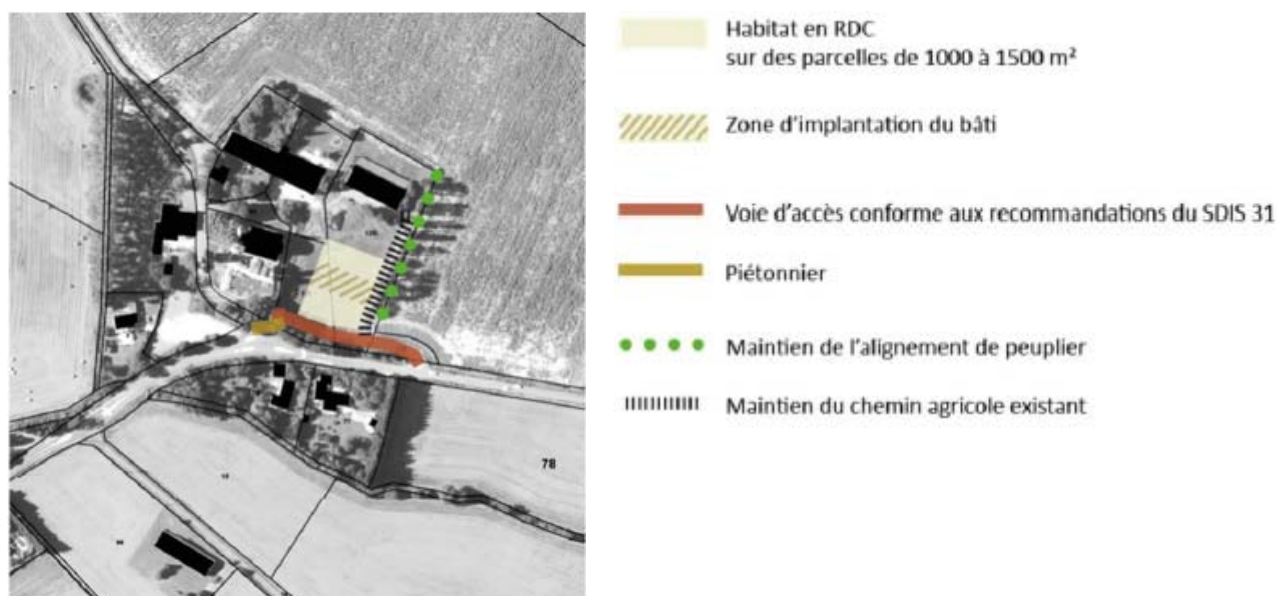 Habitat en RDC
sur des parcelles de 1000 à 1500 m²
Zone d'implantation du bâti
Voie d'accès conforme aux recommandations du SDIS 31
Piétonnier
Maintien de l'alignement de peuplier
Maintien du chemin agricole existant
78